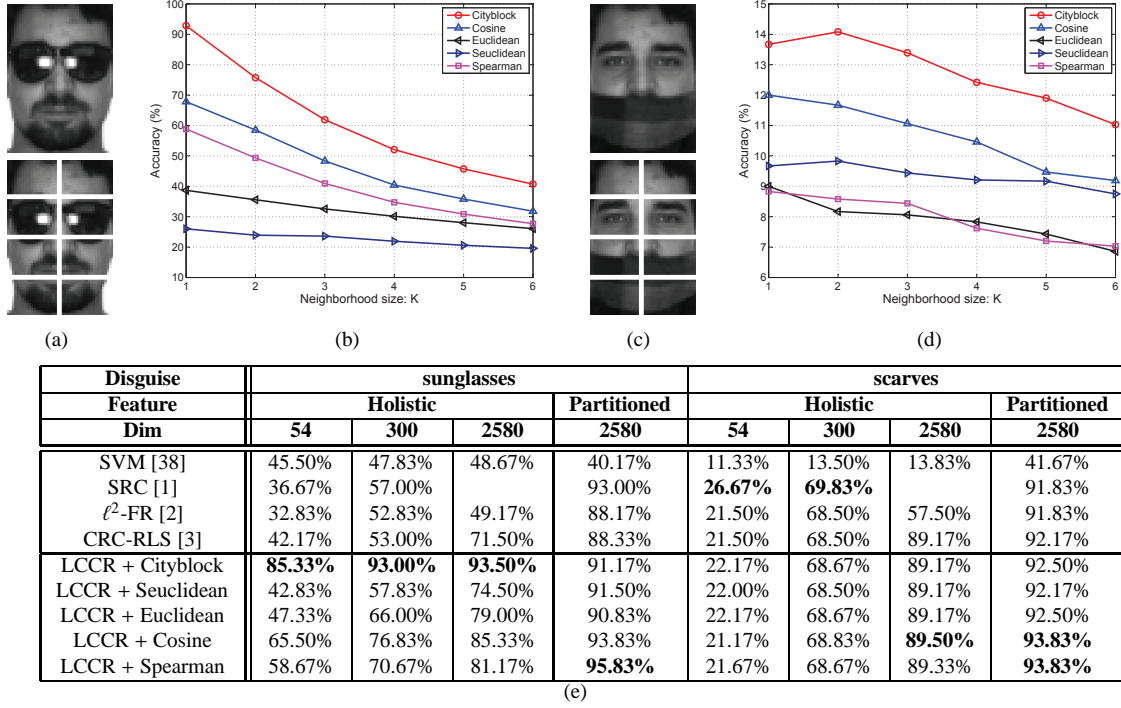 100
90
80
70
60
50
40
30
20
10
Accuracy (%)
1 2 3 4 5 6
Neighborhood size: K
Cityblock
Cosine
Euclidean
Seuclidean
Spearman
15
14
13
12
11
10
9
8
7
6
Accuracy (%)
1 2 3 4 5 6
Neighborhood size: K
Cityblock
Cosine
Euclidean
Seuclidean
Spearman
(a) (b) (c) (d)
Disguise sunglasses scarves
Feature Holistic Partitioned Holistic Partitioned
Dim 54 300 2580 2580 54 300 2580 2580
SVM [38] 45.50% 47.83% 48.67% 40.17% 11.33% 13.50% 13.83% 41.67%
SRC [1] 36.67% 57.00% 93.00% 26.67% 69.83% 91.83%
ℓ²-FR [2] 32.83% 52.83% 49.17% 88.17% 21.50% 68.50% 57.50% 91.83%
CRC-RLS [3] 42.17% 53.00% 71.50% 88.33% 21.50% 68.50% 89.17% 92.17%
LCCR + Cityblock 85.33% 93.00% 93.50% 91.17% 22.17% 68.67% 89.17% 92.50%
LCCR + Seuclidean 42.83% 57.83% 74.50% 91.50% 22.00% 68.50% 89.17% 92.17%
LCCR + Euclidean 47.33% 66.00% 79.00% 90.83% 22.17% 68.67% 89.17% 92.50%
LCCR + Cosine 65.50% 76.83% 85.33% 93.83% 21.17% 68.83% 89.50% 93.83%
LCCR + Spearman 58.67% 70.67% 81.17% 95.83% 21.67% 68.67% 89.33% 93.83%
(e)